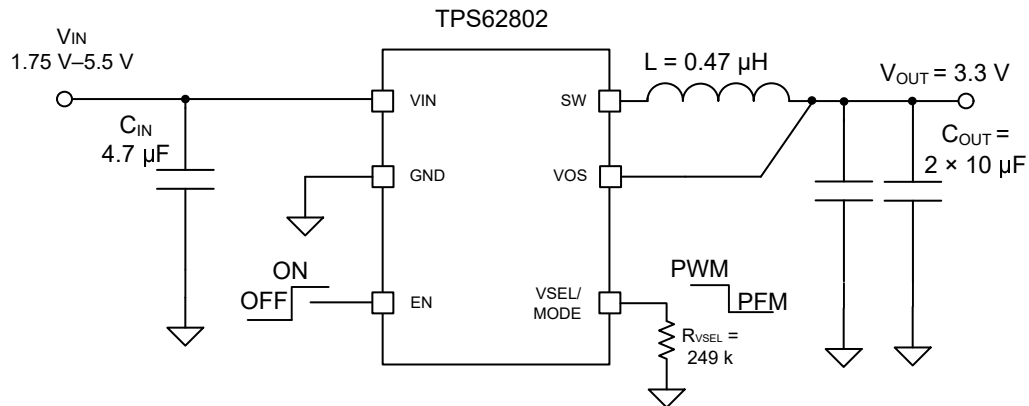 TPS62802
VIN
1.75 V–5.5 V
L = 0.47 µH
VOUT = 3.3 V
VIN
SW
CIN
4.7 µF
COUT =
2 × 10 µF
GND
VOS
ON
OFF
EN
VSEL/
MODE
PWM
PFM
RVSEL =
249 k